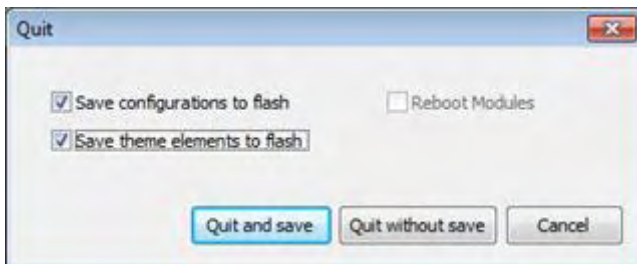 Quit
Save configurations to flash
Reboot Modules
Save theme elements to flash
Quit and save
Quit without save
Cancel